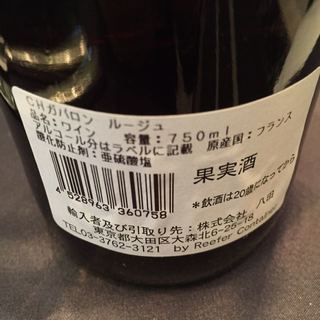 CHガバロン ルージュ
品名:ワイン 容量:750ml 原産国:フランス
アルコール分はラベルに記載
酸化防止剤:亜硫酸塩
果実酒
*飲酒は20歳になってから
4 528963 360758
輸入者及び引取り先:株式会社 八田
東京都大田区大森北6-25-18
TEL03-3762-3121 by Reefer Container